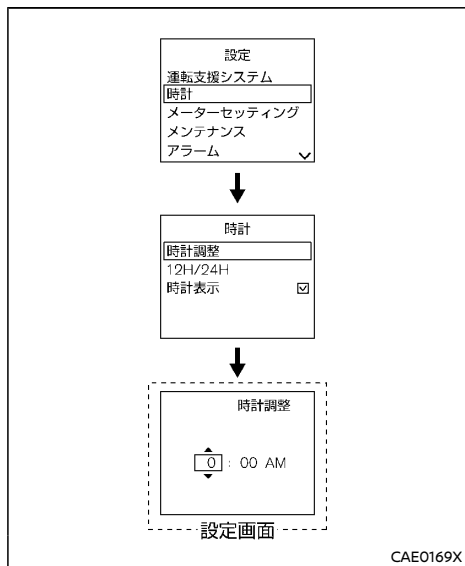 設定
運転支援システム
時計
メーターセッティング
メンテナンス
アラーム
時計
時計調整
12H/24H
時計表示
時計調整
0 : 00 AM
設定画面
CAE0169X